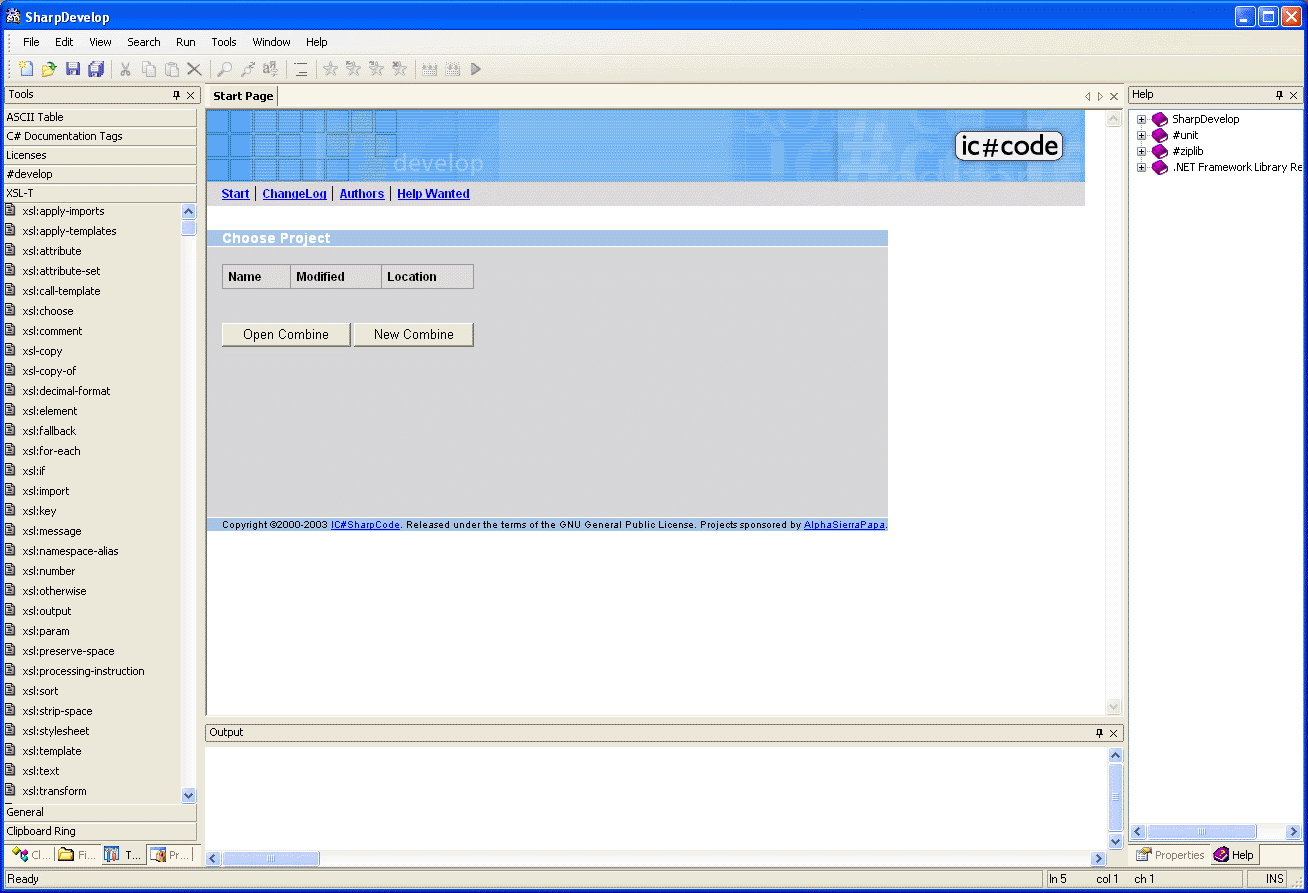 SharpDevelop
File Edit View Search Run Tools Window Help
Tools
ASCII Table
C# Documentation Tags
Licenses
#develop
XSL-T
xsl:apply-imports
xsl:apply-templates
xsl:attribute
xsl:attribute-set
xsl:call-template
xsl:choose
xsl:comment
xsl-copy
xsl-copy-of
xsl:decimal-format
xsl:element
xsl:fallback
xsl:for-each
xsl:if
xsl:import
xsl:key
xsl:message
xsl:namespace-alias
xsl:number
xsl:otherwise
xsl:output
xsl:param
xsl:preserve-space
xsl:processing-instruction
xsl:sort
xsl:strip-space
xsl:stylesheet
xsl:template
xsl:text
xsl:transform
General
Clipboard Ring
Cl... Fi... T... Pr...
Start Page
develop
ic#code
Start | ChangeLog | Authors | Help Wanted
Choose Project
Name Modified Location
Open Combine New Combine
Copyright ©2000-2003 IC#SharpCode. Released under the terms of the GNU General Public License. Projects sponsored by AlphaSierraPapa.
Output
Help
SharpDevelop
#unit
#ziplib
.NET Framework Library Re
Properties Help
Ready
ln 5 col 1 ch 1 INS